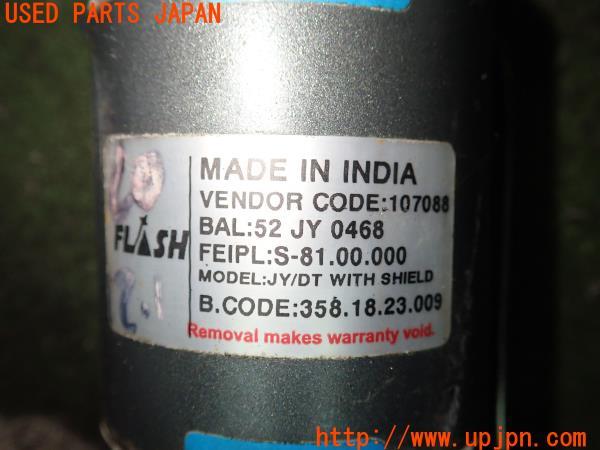 USED PARTS JAPAN
MADE IN INDIA
VENDOR CODE:107088
BAL:52 JY 0468
FLASH
FEIPL:S-81.00.000
MODEL:JY/DT WITH SHIELD
B.CODE:358.18.23.009
Removal makes warranty void.
UPJ
http://www.upjpn.com/